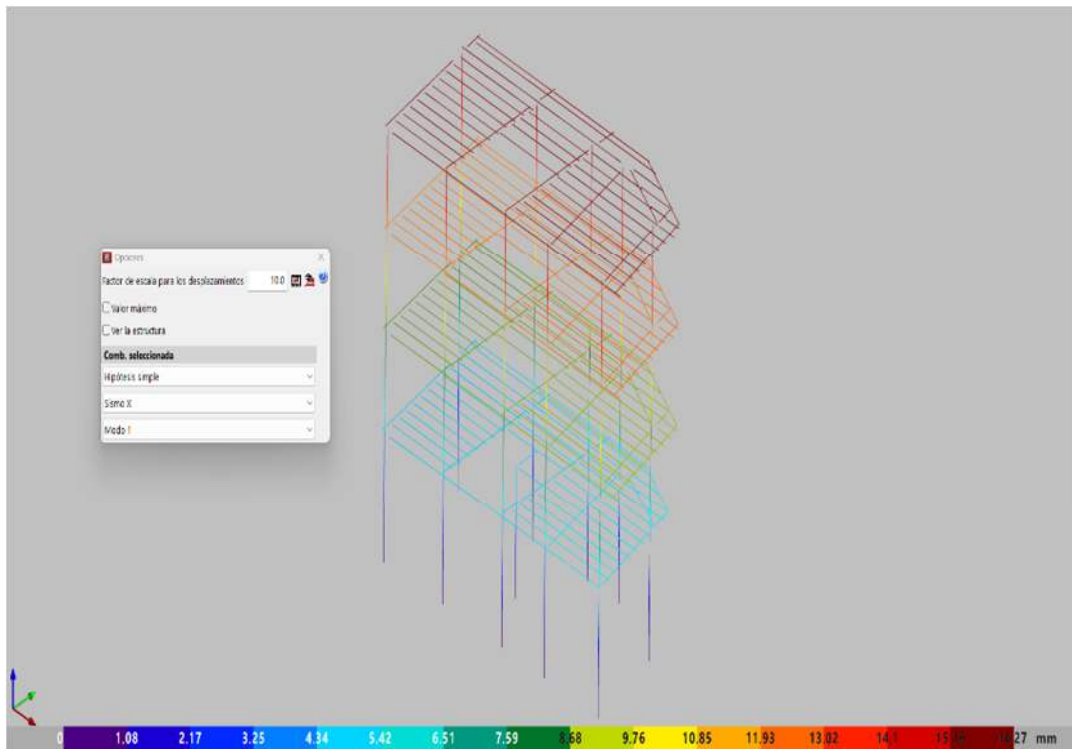 Opciones
Factor de escala para los desplazamientos 10.0
Valor máximo
Ver la estructura
Comb. seleccionada
Hipótesis simple
Sismo X
Modo 1
0 1.08 2.17 3.25 4.34 5.42 6.51 7.59 8.68 9.76 10.85 11.93 13.02 14.1 27 mm